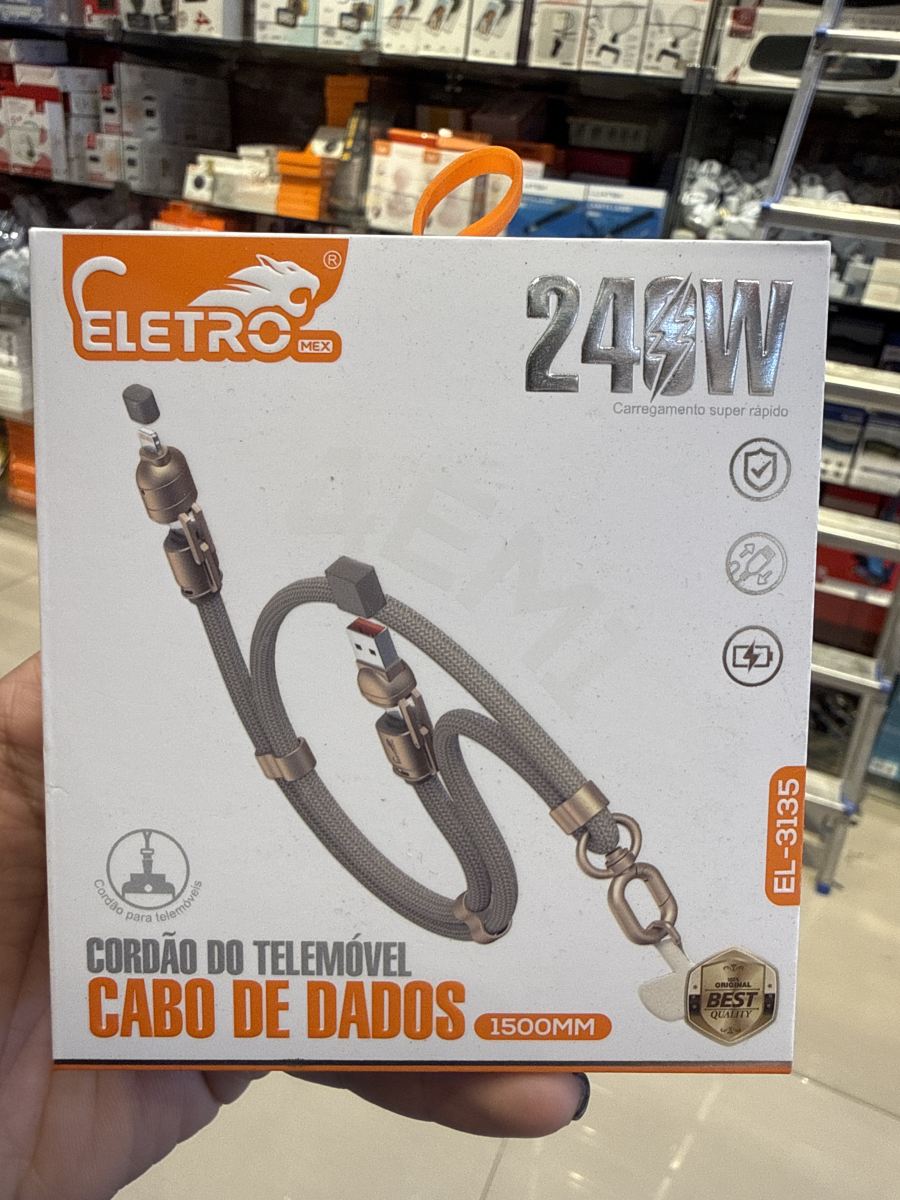 ELETRO
MEX
®
240W
Carregamento super rápido
EL-3135
Cordão para telemóveis
CORDÃO DO TELEMÓVEL
CABO DE DADOS
1500MM
100%
ORIGINAL
BEST
QUALITY